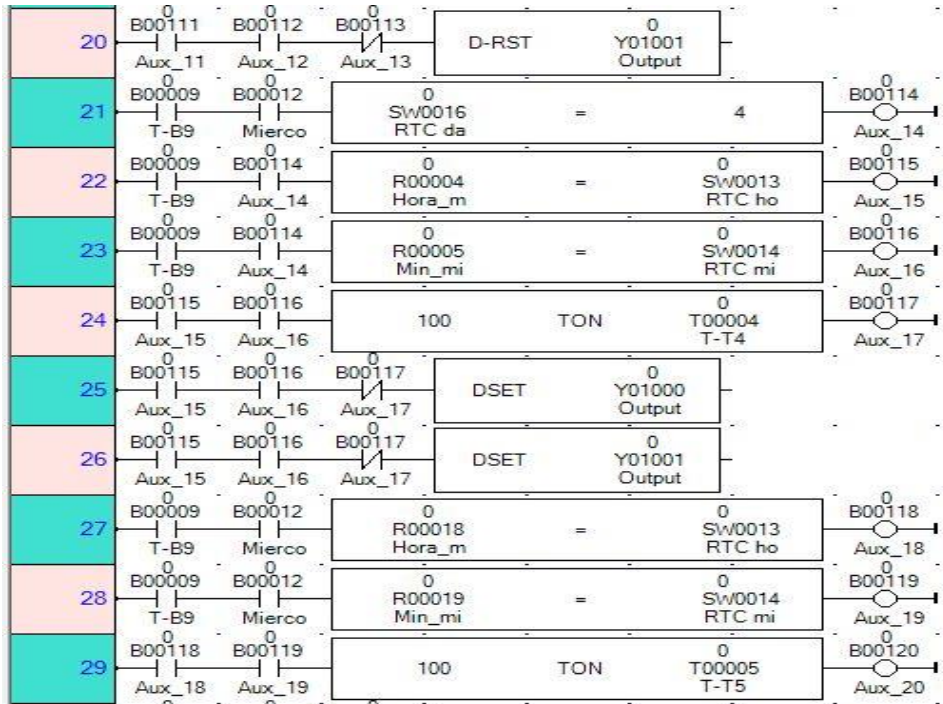 0 0 0 0
B00111 B00112 B00113
20 D-RST Y01001
Aux_11 Aux_12 Aux_13 Output
0 0 0 0
B00009 B00012 SW0016 = 4 B00114
21
T-B9 Mierco RTC da Aux_14
0 0 0 0 0
B00009 B00114 R00004 = SW0013 B00115
22
T-B9 Aux_14 Hora_m RTC ho Aux_15
0 0 0 0 0
B00009 B00114 R00005 = SW0014 B00116
23
T-B9 Aux_14 Min_mi RTC mi Aux_16
0 0 0 0
B00115 B00116 T00004 B00117
24 100 TON
Aux_15 Aux_16 T-T4 Aux_17
0 0 0 0
B00115 B00116 B00117
25 DSET Y01000
Aux_15 Aux_16 Aux_17 Output
0 0 0 0
B00115 B00116 B00117
26 DSET Y01001
Aux_15 Aux_16 Aux_17 Output
0 0 0 0 0
B00009 B00012 R00018 = SW0013 B00118
27
T-B9 Mierco Hora_m RTC ho Aux_18
0 0 0 0 0
B00009 B00012 R00019 = SW0014 B00119
28
T-B9 Mierco Min_mi RTC mi Aux_19
0 0 0 0
B00118 B00119 T00005 B00120
29 100 TON
Aux_18 Aux_19 T-T5 Aux_20